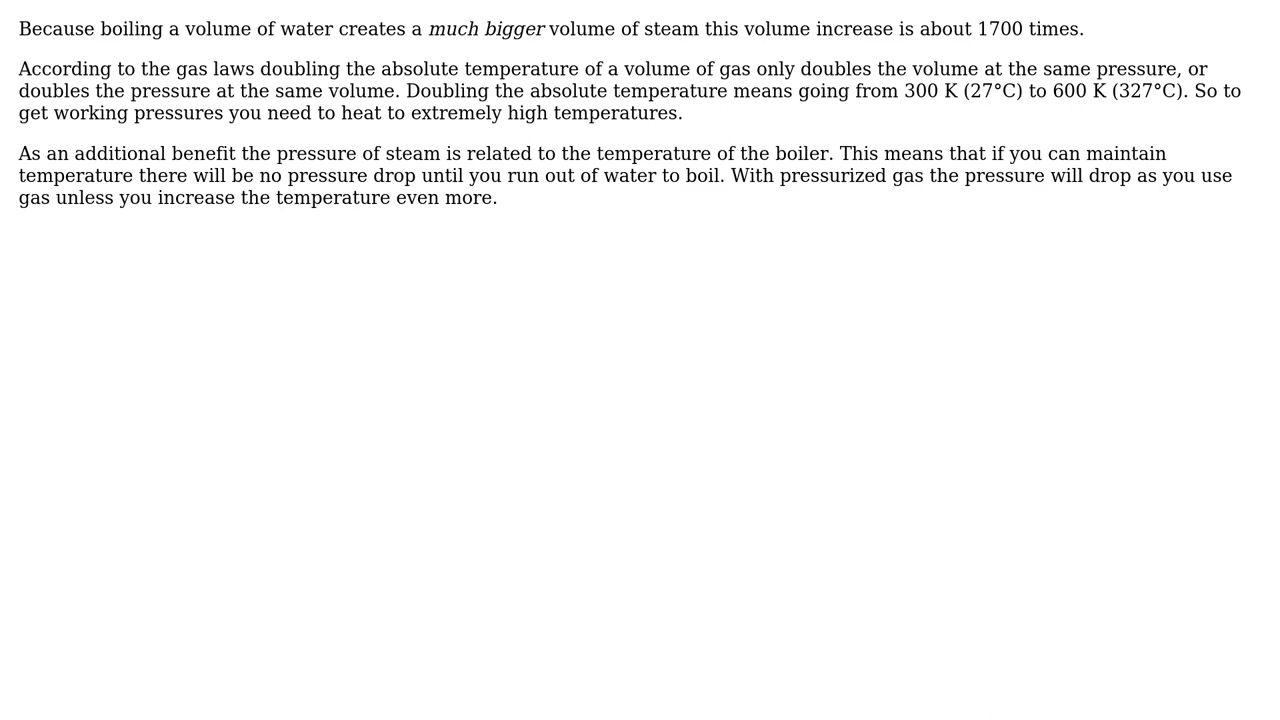 Because boiling a volume of water creates a much bigger volume of steam this volume increase is about 1700 times.
According to the gas laws doubling the absolute temperature of a volume of gas only doubles the volume at the same pressure, or
doubles the pressure at the same volume. Doubling the absolute temperature means going from 300 K (27°C) to 600 K (327°C). So to
get working pressures you need to heat to extremely high temperatures.
As an additional benefit the pressure of steam is related to the temperature of the boiler. This means that if you can maintain
temperature there will be no pressure drop until you run out of water to boil. With pressurized gas the pressure will drop as you use
gas unless you increase the temperature even more.